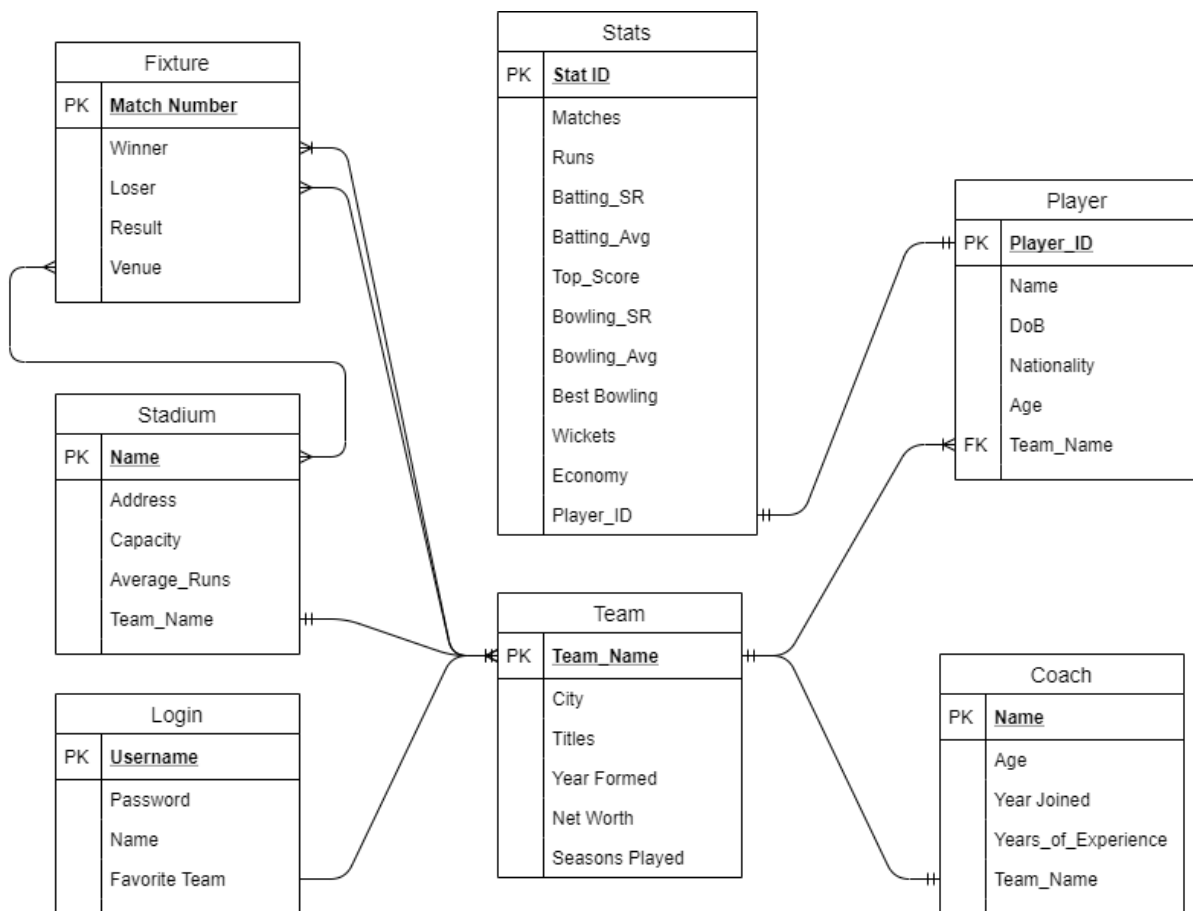 Fixture
PK Match Number
Winner
Loser
Result
Venue
Stadium
PK Name
Address
Capacity
Average_Runs
Team_Name
Login
PK Username
Password
Name
Favorite Team
Stats
PK Stat ID
Matches
Runs
Batting_SR
Batting_Avg
Top_Score
Bowling_SR
Bowling_Avg
Best Bowling
Wickets
Economy
Player_ID
Team
PK Team_Name
City
Titles
Year Formed
Net Worth
Seasons Played
Player
PK Player_ID
Name
DoB
Nationality
Age
FK Team_Name
Coach
PK Name
Age
Year Joined
Years_of_Experience
Team_Name